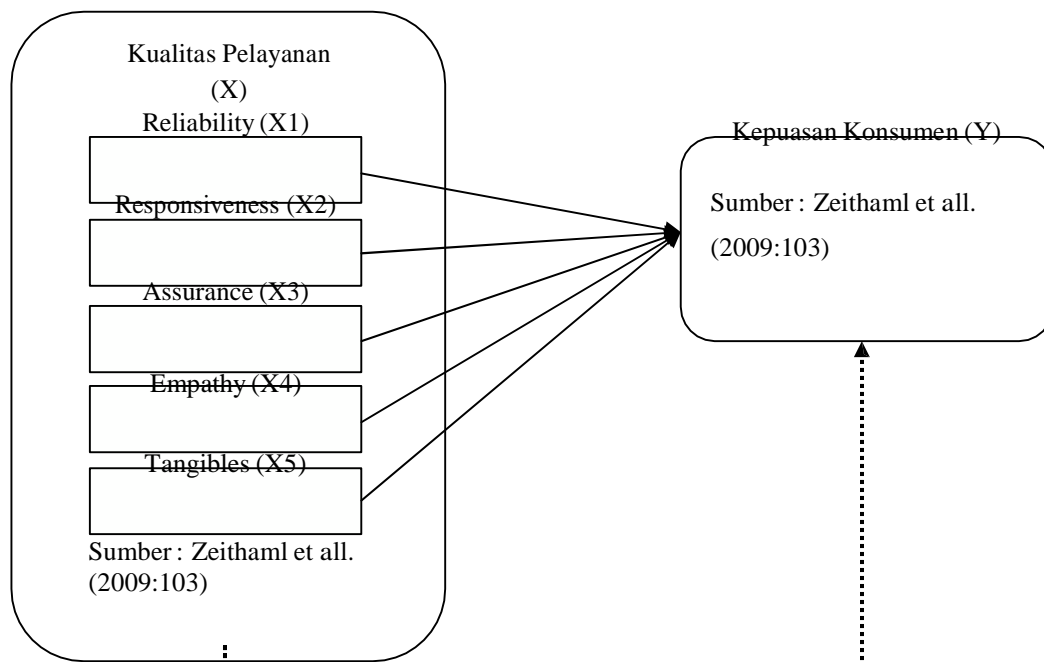 Kualitas Pelayanan
(X)
Reliability (X1)
Responsiveness (X2)
Assurance (X3)
Empathy (X4)
Tangibles (X5)
Sumber : Zeithaml et all.
(2009:103)
Kepuasan Konsumen (Y)
Sumber : Zeithaml et all.
(2009:103)